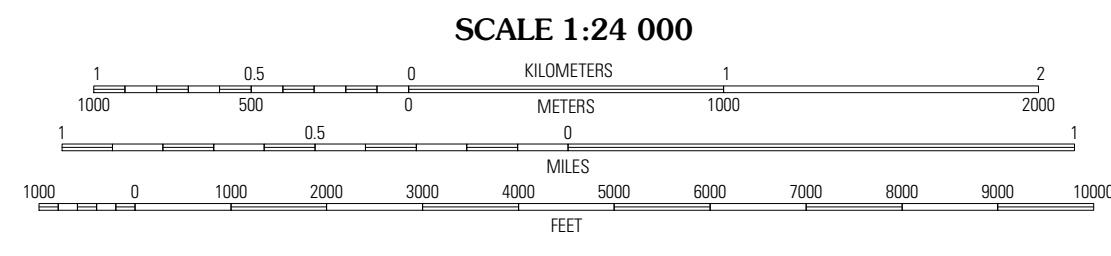 SCALE 1:24 000
1 0.5 0 KILOMETERS 1 2
1000 500 0 METERS 1000 2000
1 0.5 0 1
MILES
1000 0 1000 2000 3000 4000 5000 6000 7000 8000 9000 10000
FEET